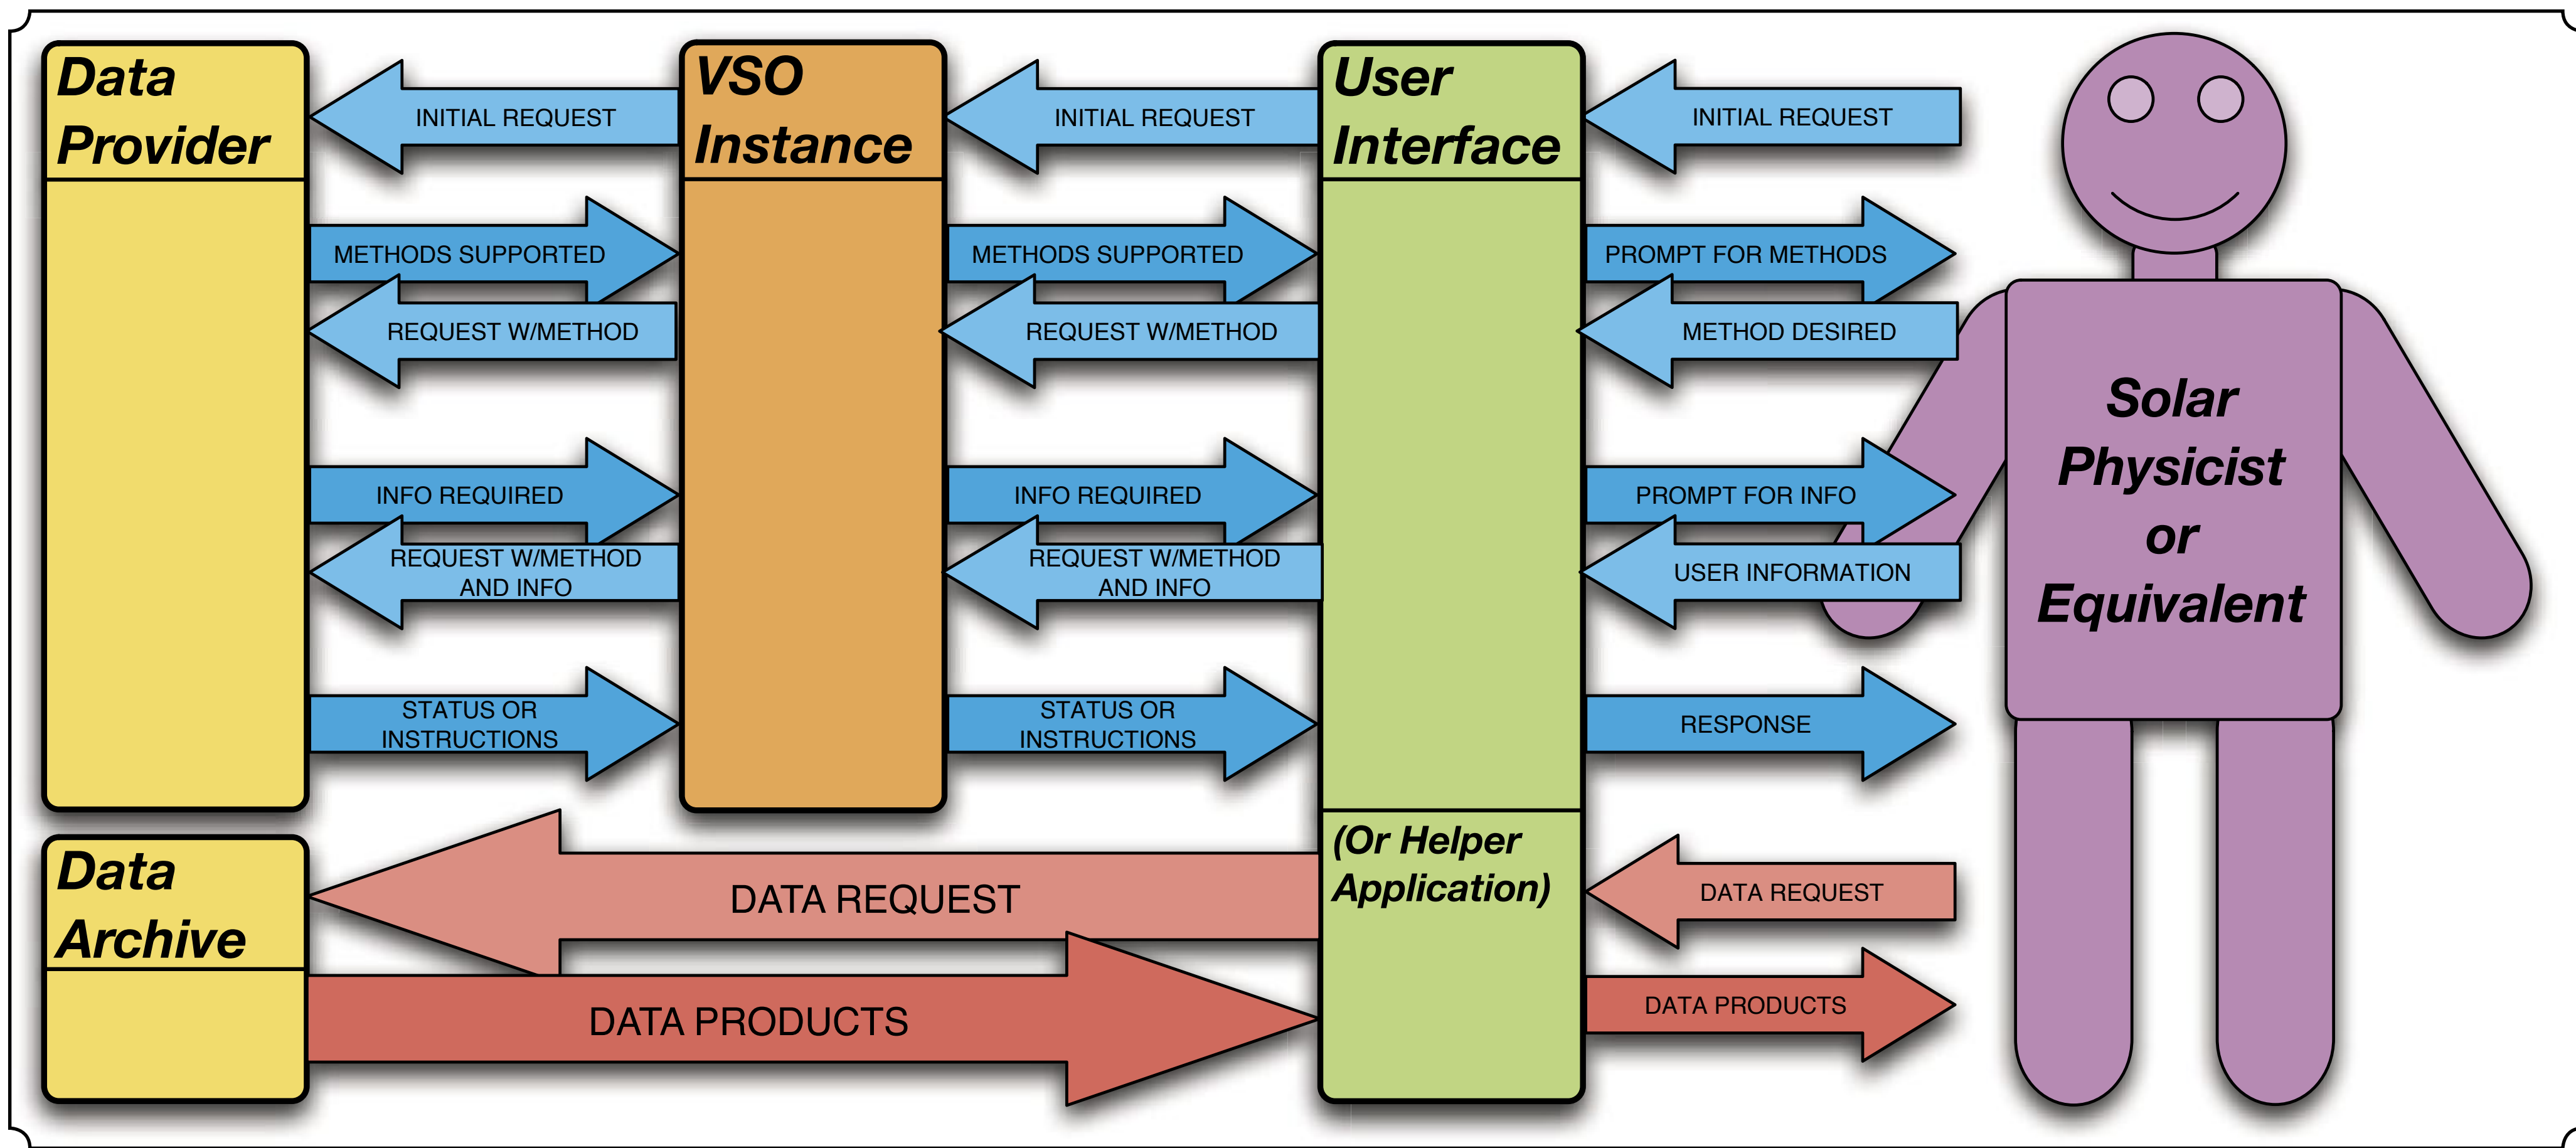 Data
Provider
VSO
Instance
User
Interface
INITIAL REQUEST
INITIAL REQUEST
INITIAL REQUEST
METHODS SUPPORTED
METHODS SUPPORTED
PROMPT FOR METHODS
REQUEST W/METHOD
REQUEST W/METHOD
METHOD DESIRED
INFO REQUIRED
INFO REQUIRED
PROMPT FOR INFO
REQUEST W/METHOD
AND INFO
REQUEST W/METHOD
AND INFO
USER INFORMATION
STATUS OR
INSTRUCTIONS
STATUS OR
INSTRUCTIONS
RESPONSE
Solar
Physicist
or
Equivalent
Data
Archive
(Or Helper
Application)
DATA REQUEST
DATA REQUEST
DATA PRODUCTS
DATA PRODUCTS